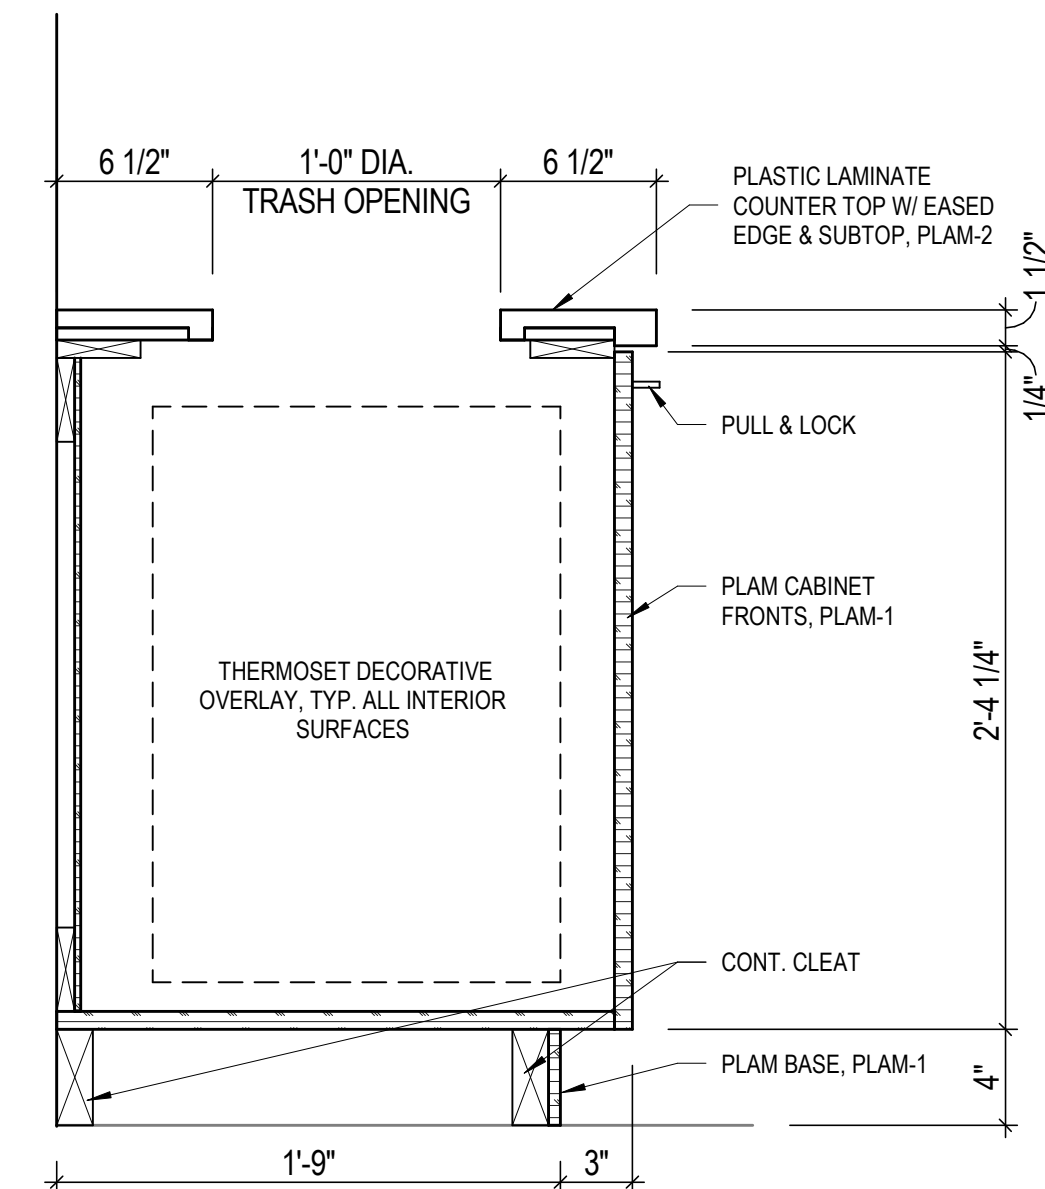 6 1/2"
1'-0" DIA.
TRASH OPENING
6 1/2"
PLASTIC LAMINATE
COUNTER TOP W/ EASED
EDGE & SUBTOP, PLAM-2
1 1/2"
1/4"
PULL & LOCK
PLAM CABINET
FRONTS, PLAM-1
2'-4 1/4"
THERMOSET DECORATIVE
OVERLAY, TYP. ALL INTERIOR
SURFACES
CONT. CLEAT
PLAM BASE, PLAM-1
4"
1'-9"
3"